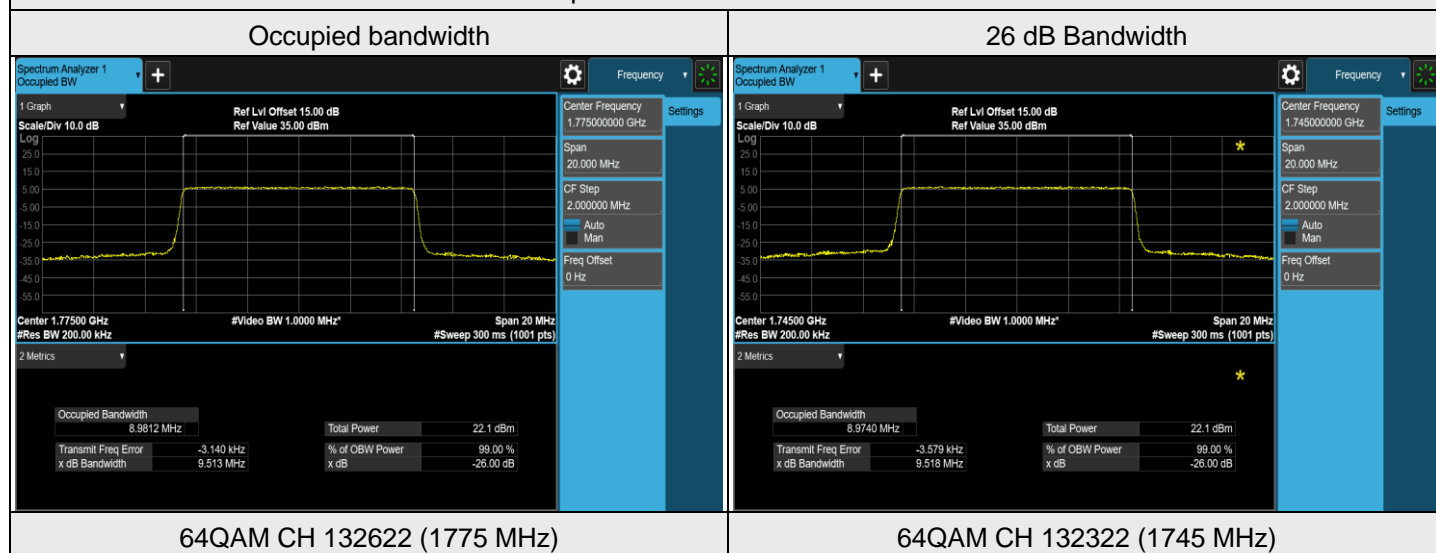 Occupied bandwidth
26 dB Bandwidth
Spectrum Analyzer 1
Occupied BW
+
Frequency
1 Graph
Scale/Div 10.0 dB
Ref Lvl Offset 15.00 dB
Ref Value 35.00 dBm
Log
25.0
15.0
5.00
-5.00
-15.0
-25.0
-35.0
-45.0
-55.0
Center 1.77500 GHz
#Res BW 200.00 kHz
#Video BW 1.0000 MHz*
Span 20 MHz
#Sweep 300 ms (1001 pts)
Center Frequency
1.775000000 GHz
Settings
Span
20.000 MHz
CF Step
2.000000 MHz
Auto
Man
Freq Offset
0 Hz
2 Metrics
Occupied Bandwidth
8.9812 MHz
Total Power 22.1 dBm
Transmit Freq Error -3.140 kHz % of OBW Power 99.00 %
x dB Bandwidth 9.513 MHz x dB -26.00 dB
Spectrum Analyzer 1
Occupied BW
+
Frequency
1 Graph
Scale/Div 10.0 dB
Ref Lvl Offset 15.00 dB
Ref Value 35.00 dBm
Log
25.0
15.0
5.00
-5.00
-15.0
-25.0
-35.0
-45.0
-55.0
*
Center 1.74500 GHz
#Res BW 200.00 kHz
#Video BW 1.0000 MHz*
Span 20 MHz
#Sweep 300 ms (1001 pts)
Center Frequency
1.745000000 GHz
Settings
Span
20.000 MHz
CF Step
2.000000 MHz
Auto
Man
Freq Offset
0 Hz
2 Metrics
*
Occupied Bandwidth
8.9740 MHz
Total Power 22.1 dBm
Transmit Freq Error -3.579 kHz % of OBW Power 99.00 %
x dB Bandwidth 9.518 MHz x dB -26.00 dB
64QAM CH 132622 (1775 MHz)
64QAM CH 132322 (1745 MHz)